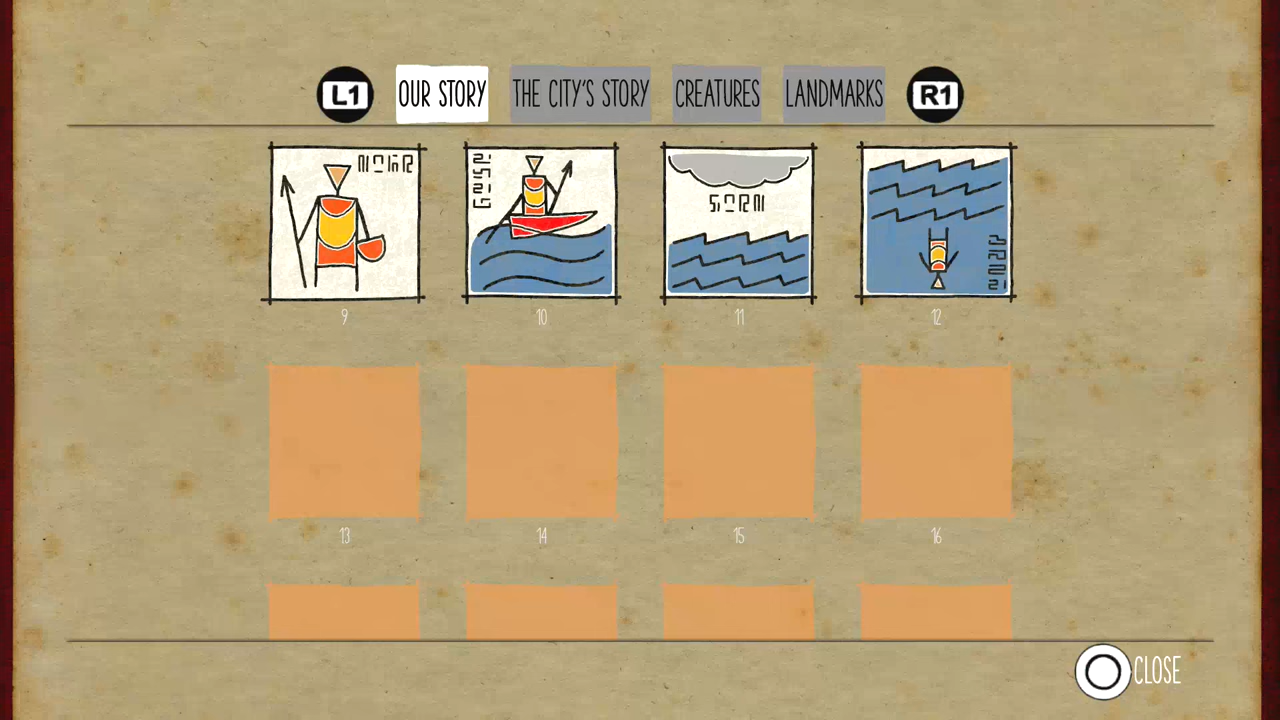 L1 OUR STORY THE CITY'S STORY CREATURES LANDMARKS R1
9 10 11 12
13 14 15 16
CLOSE